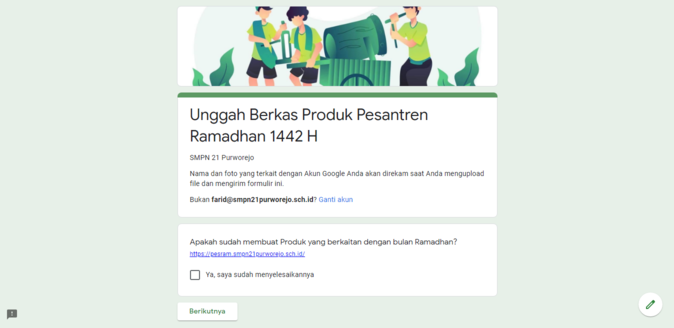 Unggah Berkas Produk Pesantren
Ramadhan 1442 H
SMPN 21 Purworejo
Nama dan foto yang terkait dengan Akun Google Anda akan direkam saat Anda mengupload
file dan mengirim formulir ini.
Bukan farid@smpn21purworejo.sch.id? Ganti akun
Apakah sudah membuat Produk yang berkaitan dengan bulan Ramadhan?
https://pesram.smpn21purworejo.sch.id/
Ya, saya sudah menyelesaikannya
Berikutnya